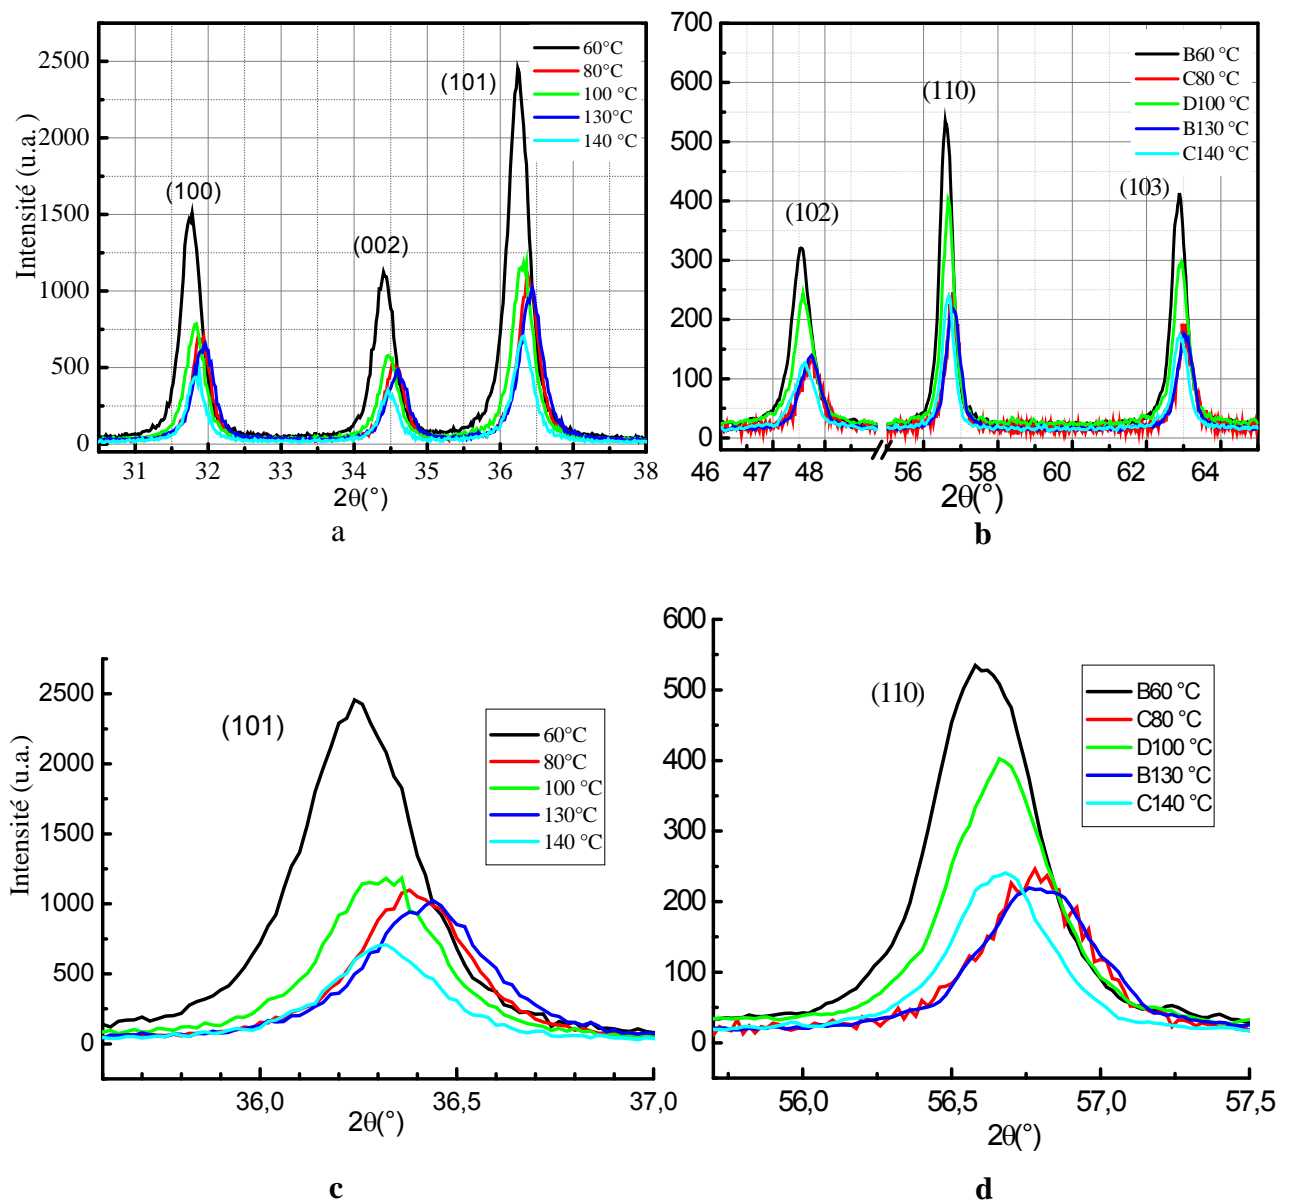 2500
2000
1500
1000
500
0
Intensité (u.a. )
(100)
(002)
(101)
60°C
80°C
100 °C
130°C
140 °C
31 32 33 34 35 36 37 38
2θ(°)
a
700
600
500
400
300
200
100
0
(102)
(110)
(103)
B60 °C
C80 °C
D100 °C
B130 °C
C140 °C
46 47 48 56 58 60 62 64
2θ(°)
b
2500
2000
1500
1000
500
0
Intensité (u.a.)
(101)
60°C
80°C
100 °C
130°C
140 °C
36,0 36,5 37,0
2θ(°)
c
600
500
400
300
200
100
0
(110)
B60 °C
C80 °C
D100 °C
B130 °C
C140 °C
56,0 56,5 57,0 57,5
2θ(°)
d